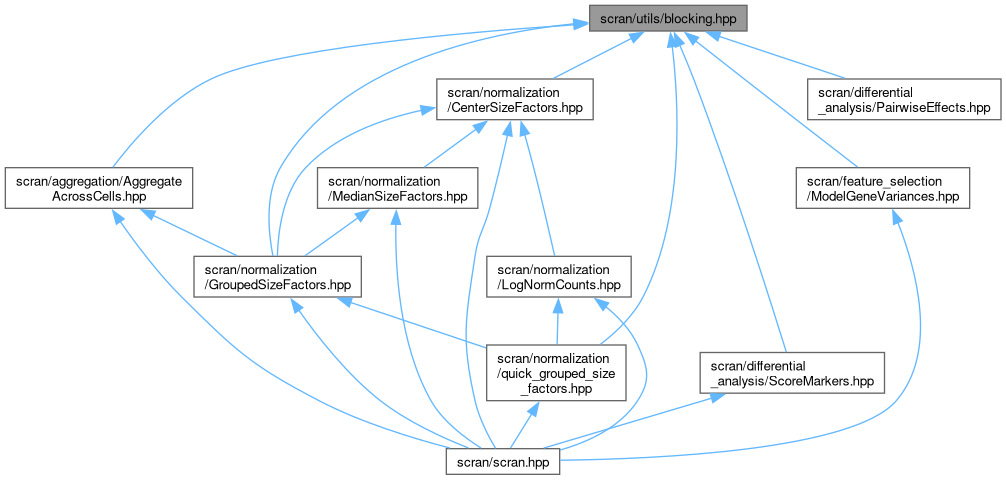 scran/utils/blocking.hpp
scran/normalization
/CenterSizeFactors.hpp
scran/differential
_analysis/PairwiseEffects.hpp
scran/aggregation/Aggregate
AcrossCells.hpp
scran/normalization
/MedianSizeFactors.hpp
scran/feature_selection
/ModelGeneVariances.hpp
scran/normalization
/GroupedSizeFactors.hpp
scran/normalization
/LogNormCounts.hpp
scran/normalization
/quick_grouped_size
_factors.hpp
scran/differential
_analysis/ScoreMarkers.hpp
scran/scran.hpp